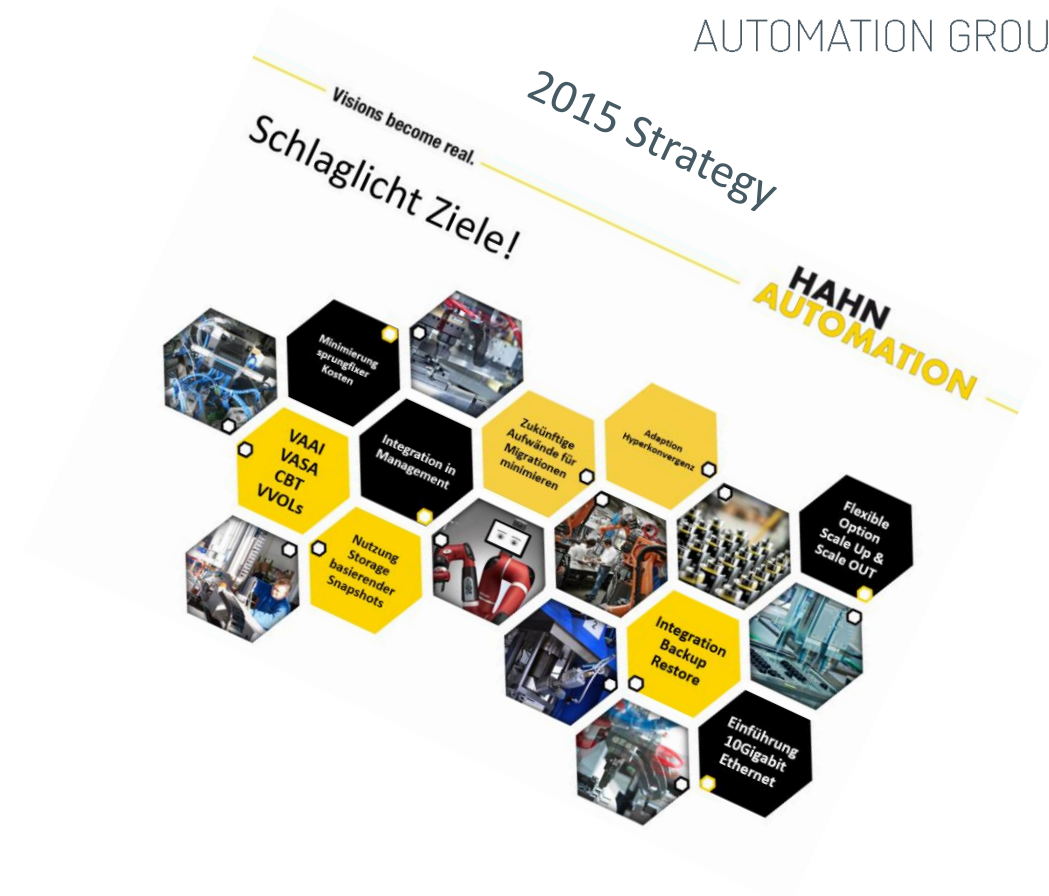 AUTOMATION GROU
2015 Strategy
Visions become real.
Schlaglicht Ziele!
HAHN
AUTOMATION
Minimierung
sprungfixer
Kosten
VAAI
VASA
CBT
VVOLs
Integration in
Management
Zukünftige
Aufwände für
Migrationen
minimieren
Adaption
Hyperkonvergenz
Nutzung
Storage
basierender
Snapshots
Flexible
Option
Scale Up &
Scale OUT
Integration
Backup
Restore
Einführung
10Gigabit
Ethernet